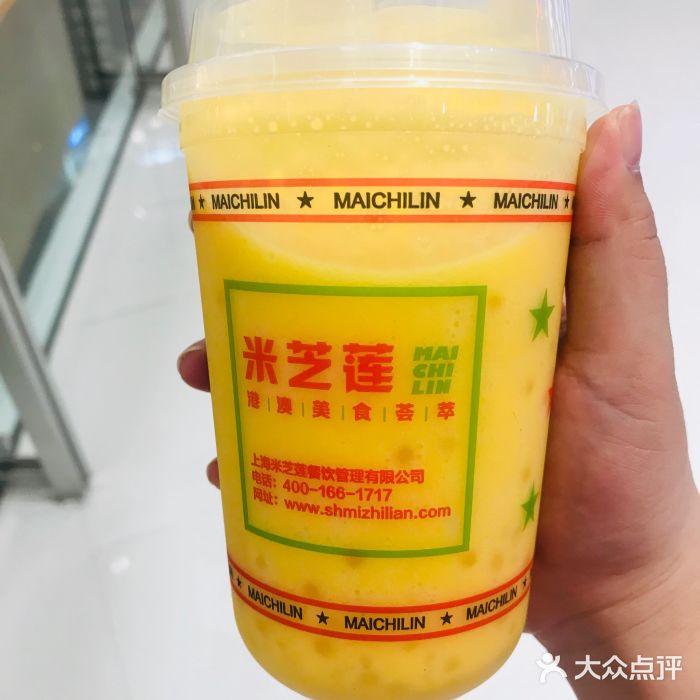 ★ MAICHILIN ★ MAICHILIN ★ MAICHILIN ★
米芝莲 MAI
CHI
LIN
港|澳|美|食|荟|萃
上海米芝莲餐饮管理有限公司
电话：400-166-1717
网址：www.shmizhilian.com
★ MAICHILIN ★ MAICHILIN ★ MAICHILIN ★
大众点评